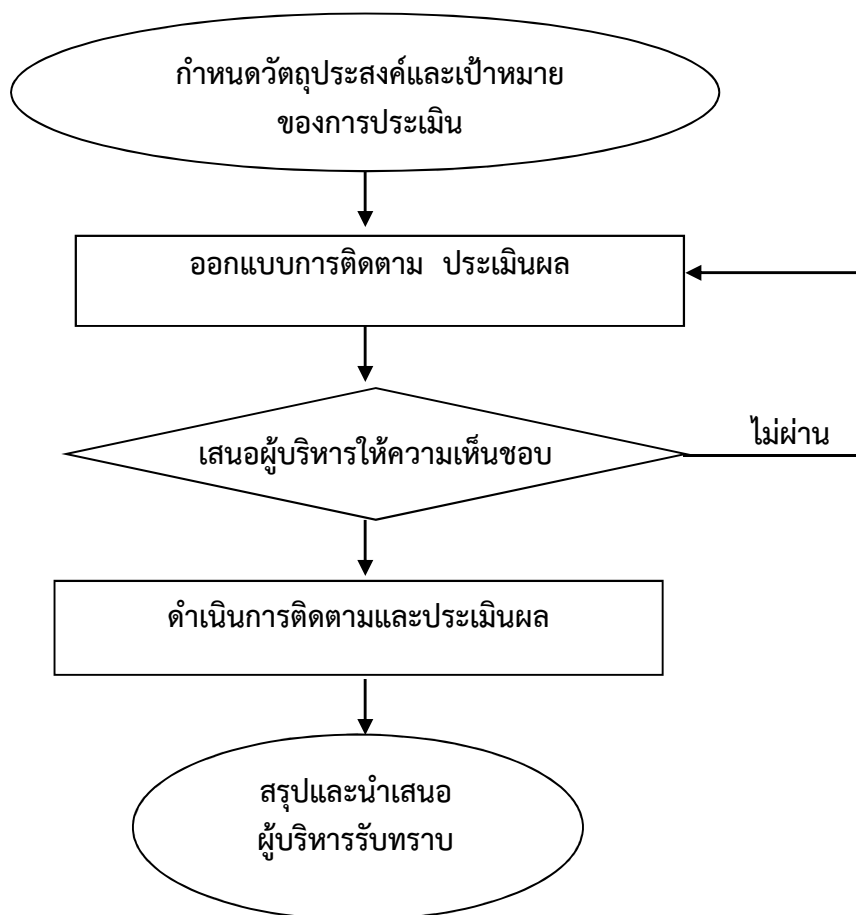 กำหนดวัตถุประสงค์และเป้าหมาย
ของการประเมิน
ออกแบบการติดตาม ประเมินผล
เสนอผู้บริหารให้ความเห็นชอบ
ไม่ผ่าน
ดำเนินการติดตามและประเมินผล
สรุปและนำเสนอ
ผู้บริหารรับทราบ